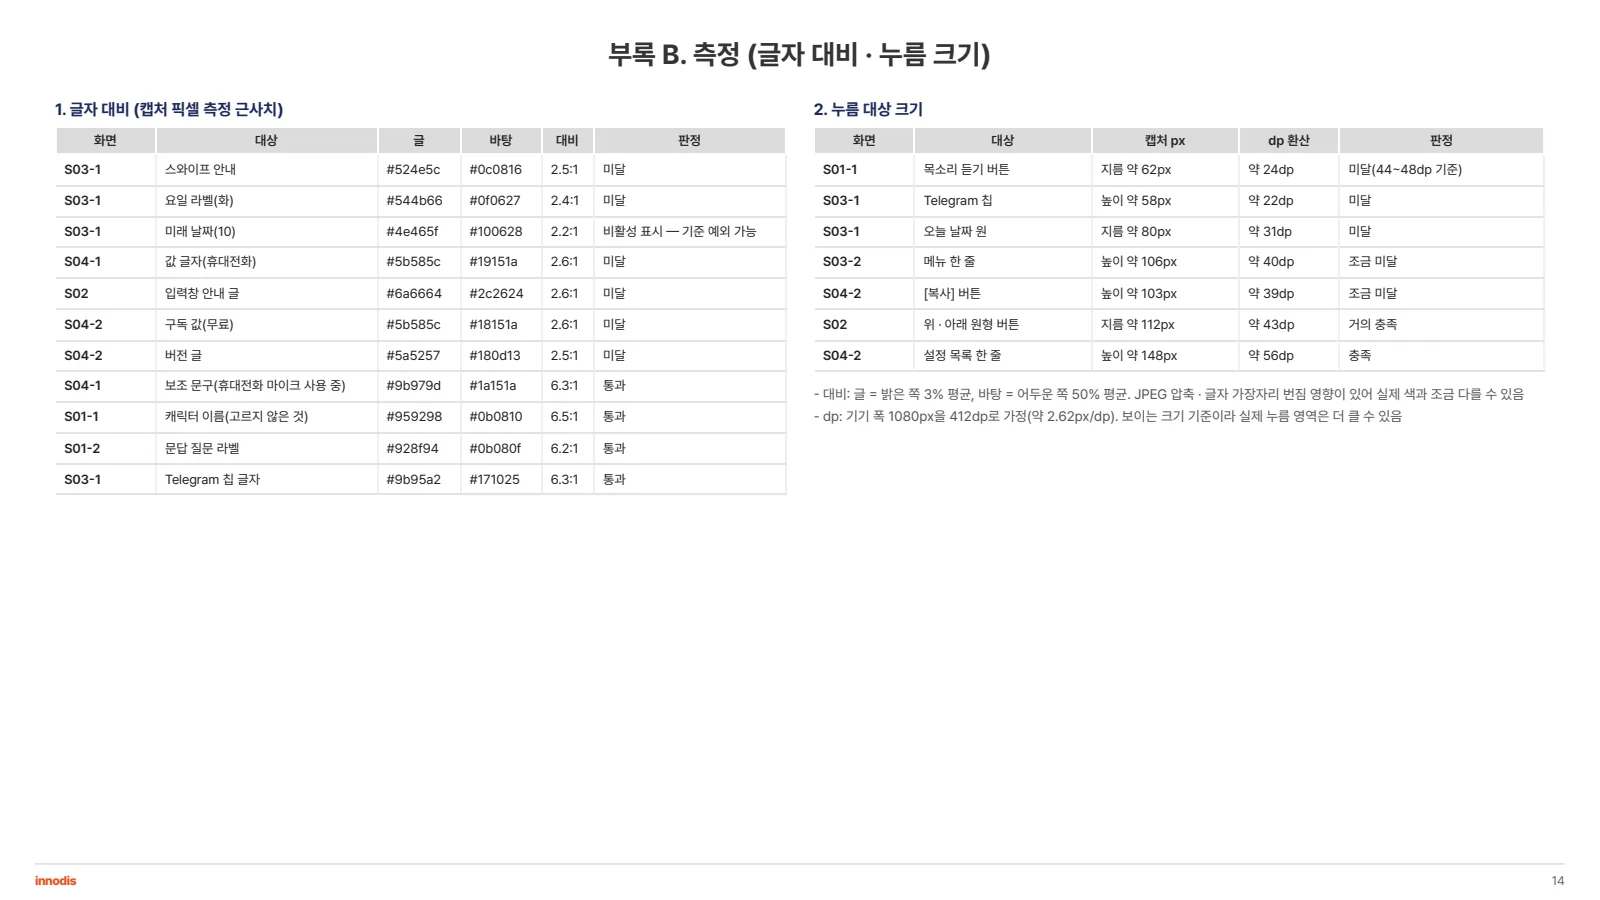 부록 B. 측정 (글자 대비 · 누름 크기)
1. 글자 대비 (캡처 픽셀 측정 근사치)
화면 대상 글 바탕 대비 판정
S03-1 스와이프 안내 #524e5c #0c0816 2.5:1 미달
S03-1 요일 라벨(화) #544b66 #0f0627 2.4:1 미달
S03-1 미래 날짜(10) #4e465f #100628 2.2:1 비활성 표시 — 기준 예외 가능
S04-1 값 글자(휴대전화) #5b585c #19151a 2.6:1 미달
S02 입력창 안내 글 #6a6664 #2c2624 2.6:1 미달
S04-2 구독 값(무료) #5b585c #18151a 2.6:1 미달
S04-2 버전 글 #5a5257 #180d13 2.5:1 미달
S04-1 보조 문구(휴대전화 마이크 사용 중) #9b979d #1a151a 6.3:1 통과
S01-1 캐릭터 이름(고르지 않은 것) #959298 #0b0810 6.5:1 통과
S01-2 문답 질문 라벨 #928f94 #0b080f 6.2:1 통과
S03-1 Telegram 칩 글자 #9b95a2 #171025 6.3:1 통과
2. 누름 대상 크기
화면 대상 캡처 px dp 환산 판정
S01-1 목소리 듣기 버튼 지름 약 62px 약 24dp 미달(44~48dp 기준)
S03-1 Telegram 칩 높이 약 58px 약 22dp 미달
S03-1 오늘 날짜 원 지름 약 80px 약 31dp 미달
S03-2 메뉴 한 줄 높이 약 106px 약 40dp 조금 미달
S04-2 [복사] 버튼 높이 약 103px 약 39dp 조금 미달
S02 위 · 아래 원형 버튼 지름 약 112px 약 43dp 거의 충족
S04-2 설정 목록 한 줄 높이 약 148px 약 56dp 충족
- 대비: 글 = 밝은 쪽 3% 평균, 바탕 = 어두운 쪽 50% 평균. JPEG 압축 · 글자 가장자리 번짐 영향이 있어 실제 색과 조금 다를 수 있음
- dp: 기기 폭 1080px을 412dp로 가정(약 2.62px/dp). 보이는 크기 기준이라 실제 누름 영역은 더 클 수 있음
innodis
14